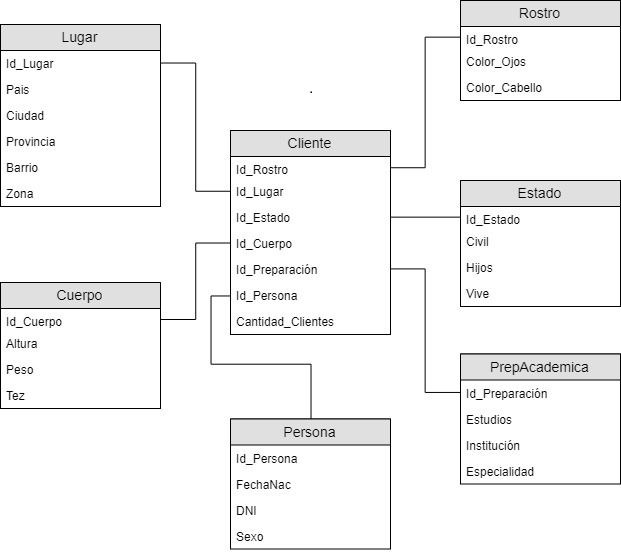 Lugar
Id_Lugar
Pais
Ciudad
Provincia
Barrio
Zona
Rostro
Id_Rostro
Color_Ojos
Color_Cabello
.
Cliente
Id_Rostro
Id_Lugar
Id_Estado
Id_Cuerpo
Id_Preparación
Id_Persona
Cantidad_Clientes
Estado
Id_Estado
Civil
Hijos
Vive
Cuerpo
Id_Cuerpo
Altura
Peso
Tez
PrepAcademica
Id_Preparación
Estudios
Institución
Especialidad
Persona
Id_Persona
FechaNac
DNI
Sexo